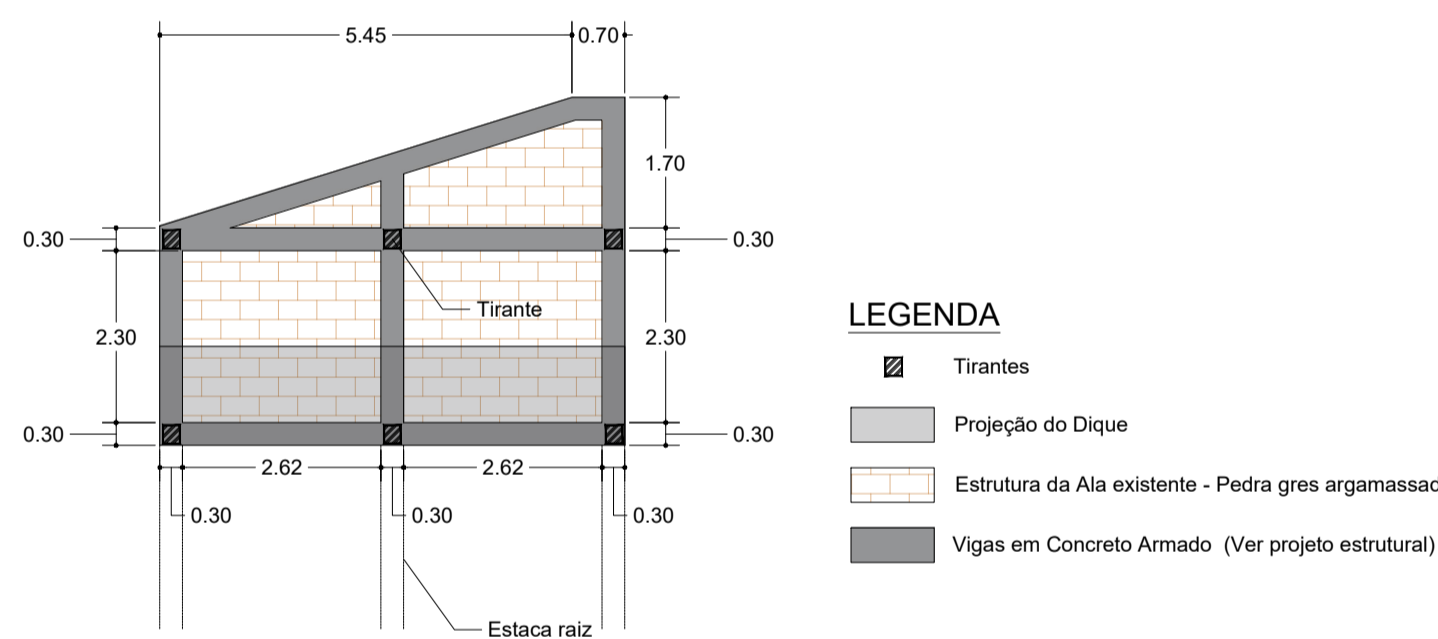 5.45
0.70
1.70
0.30
0.30
Tirante
2.30
2.30
0.30
0.30
2.62
2.62
0.30
0.30
0.30
Estaca raiz
LEGENDA
Tirantes
Projeção do Dique
Estrutura da Ala existente - Pedra gres argamassad
Vigas em Concreto Armado (Ver projeto estrutural)